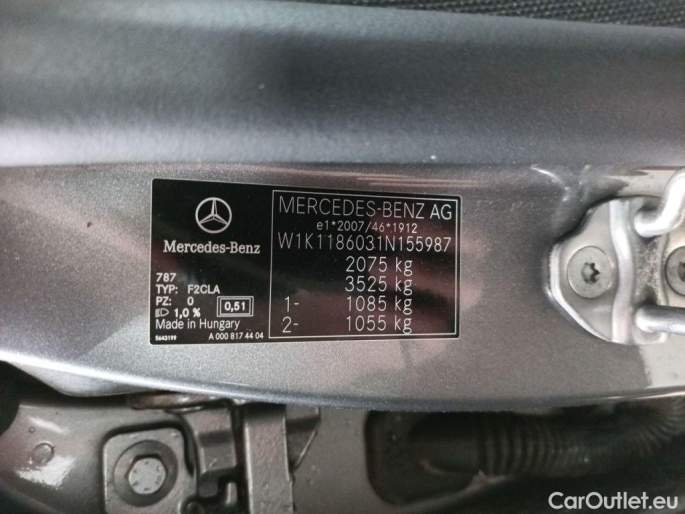 MERCEDES-BENZ AG
e1*2007/46*1912
W1K1186031N155987
2075 kg
3525 kg
1- 1085 kg
2- 1055 kg
Mercedes-Benz
787
TYP: F2CLA
PZ: 0
1,0 % 0,51
Made in Hungary
5643199 A 000 817 44 04
CarOutlet.eu